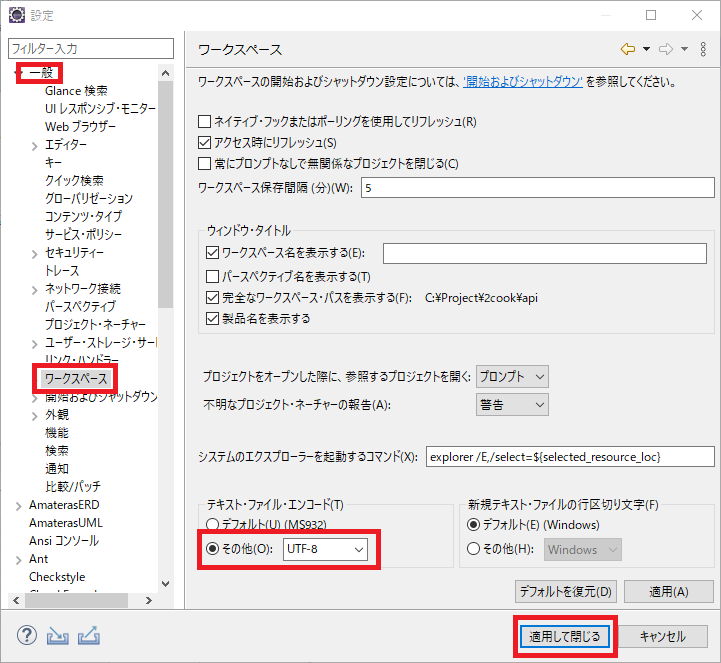 設定
フィルター入力
一般
Glance 検索
UI レスポンシブ・モニター
Web ブラウザー
エディター
キー
クイック検索
グローバリゼーション
コンテンツ・タイプ
サービス・ポリシー
セキュリティー
トレース
ネットワーク接続
パースペクティブ
プロジェクト・ネーチャー
ユーザー・ストレージ・サー
リンク・ハンドラー
ワークスペース
開始およびシャットダウン
外観
機能
検索
通知
比較/パッチ
AmaterasERD
AmaterasUML
Ansi コンソール
Ant
Checkstyle
ワークスペース
ワークスペースの開始およびシャットダウン設定については、'開始およびシャットダウン' を参照してください。
ネイティブ・フックまたはポーリングを使用してリフレッシュ(R)
アクセス時にリフレッシュ(S)
常にプロンプトなしで無関係なプロジェクトを閉じる(C)
ワークスペース保存間隔 (分)(W): 5
ウィンドウ・タイトル
ワークスペース名を表示する(E):
パースペクティブ名を表示する(T)
完全なワークスペース・パスを表示する(F): C:¥Project¥2cook¥api
製品名を表示する
プロジェクトをオープンした際に、参照するプロジェクトを開く: プロンプト
不明なプロジェクト・ネーチャーの報告(A): 警告
システムのエクスプローラーを起動するコマンド(X): explorer /E,/select=${selected_resource_loc}
テキスト・ファイル・エンコード(T)
デフォルト(U) (MS932)
その他(O): UTF-8
新規テキスト・ファイルの行区切り文字(F)
デフォルト(E) (Windows)
その他(H): Windows
デフォルトを復元(D) 適用(A)
? 適用して閉じる キャンセル